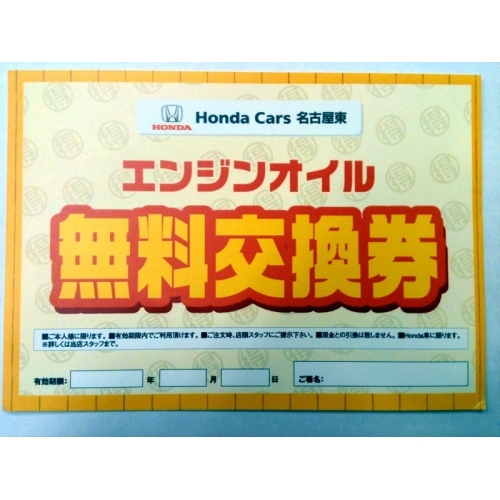 HONDA Honda Cars 名古屋東
エンジンオイル
無料交換券
■ご本人様に限ります。■有効期限内でご利用頂けます。■ご注文時、店頭スタッフにご提示下さい。■現金との引換は致しません。■Honda車に限ります。
※詳しくは当店スタッフまで。
有効期限: 年 月 日 ご署名: